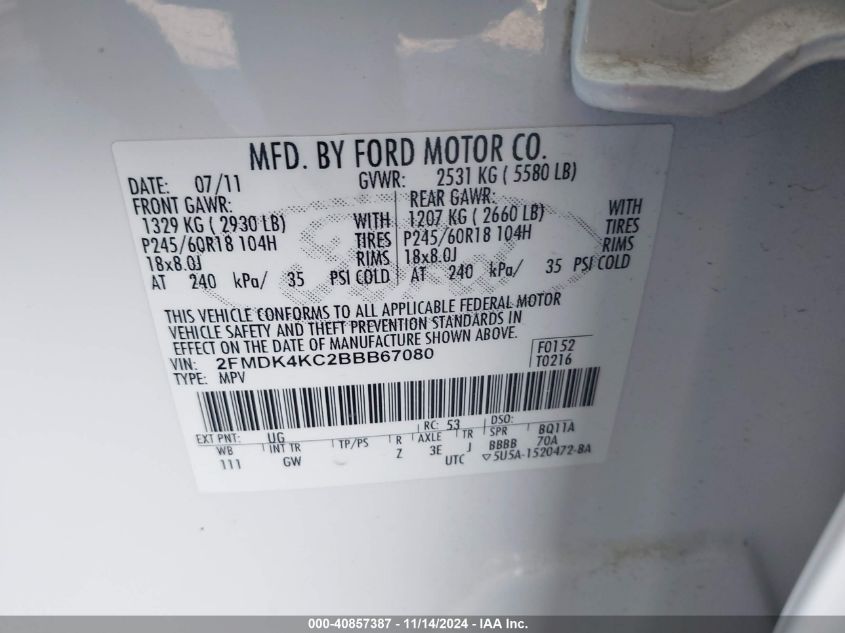 MFD. BY FORD MOTOR CO.
DATE: 07/11 GVWR: 2531 KG ( 5580 LB)
FRONT GAWR: REAR GAWR:
1329 KG ( 2930 LB) WITH 1207 KG ( 2660 LB) WITH
P245/60R18 104H TIRES P245/60R18 104H TIRES
18x8.0J RIMS 18x8.0J RIMS
AT 240 kPa/ 35 PSI COLD AT 240 kPa/ 35 PSI COLD
Ford
THIS VEHICLE CONFORMS TO ALL APPLICABLE FEDERAL MOTOR
VEHICLE SAFETY AND THEFT PREVENTION STANDARDS IN
EFFECT ON THE DATE OF MANUFACTURE SHOWN ABOVE.
VIN: 2FMDK4KC2BBB67080 F0152
TYPE: MPV T0216
EXT PNT: UG RC: 53 DSO:
WB INT TR TP/PS R AXLE TR SPR BQ11A
111 GW Z 3E J BBBB 70A
UTC ▽5U5A-1520472-BA
000-40857387 - 11/14/2024 - IAA Inc.